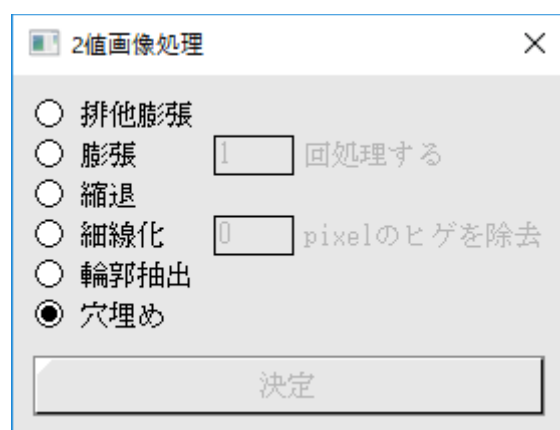 2値画像処理
排他膨張
膨張 1 回処理する
縮退
細線化 0 pixelのヒゲを除去
輪郭抽出
穴埋め
決定